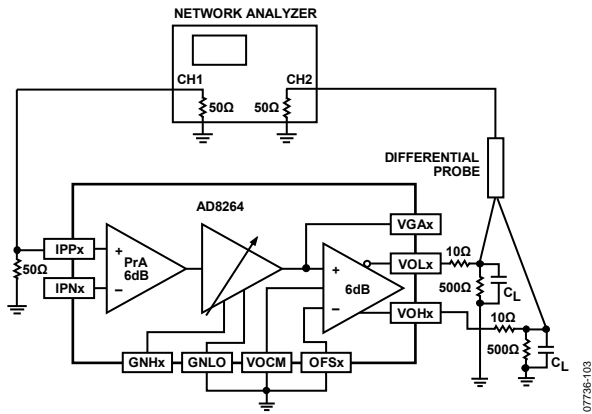 NETWORK ANALYZER
CH1
CH2
50Ω
50Ω
DIFFERENTIAL
PROBE
AD8264
VGAx
IPPx
+
PrA
6dB
+
VOLx
10Ω
50Ω
IPNx
–
6dB
500Ω
CL
–
VOHx
10Ω
500Ω
CL
GNHx
GNLO
VOCM
OFSx
07736-103